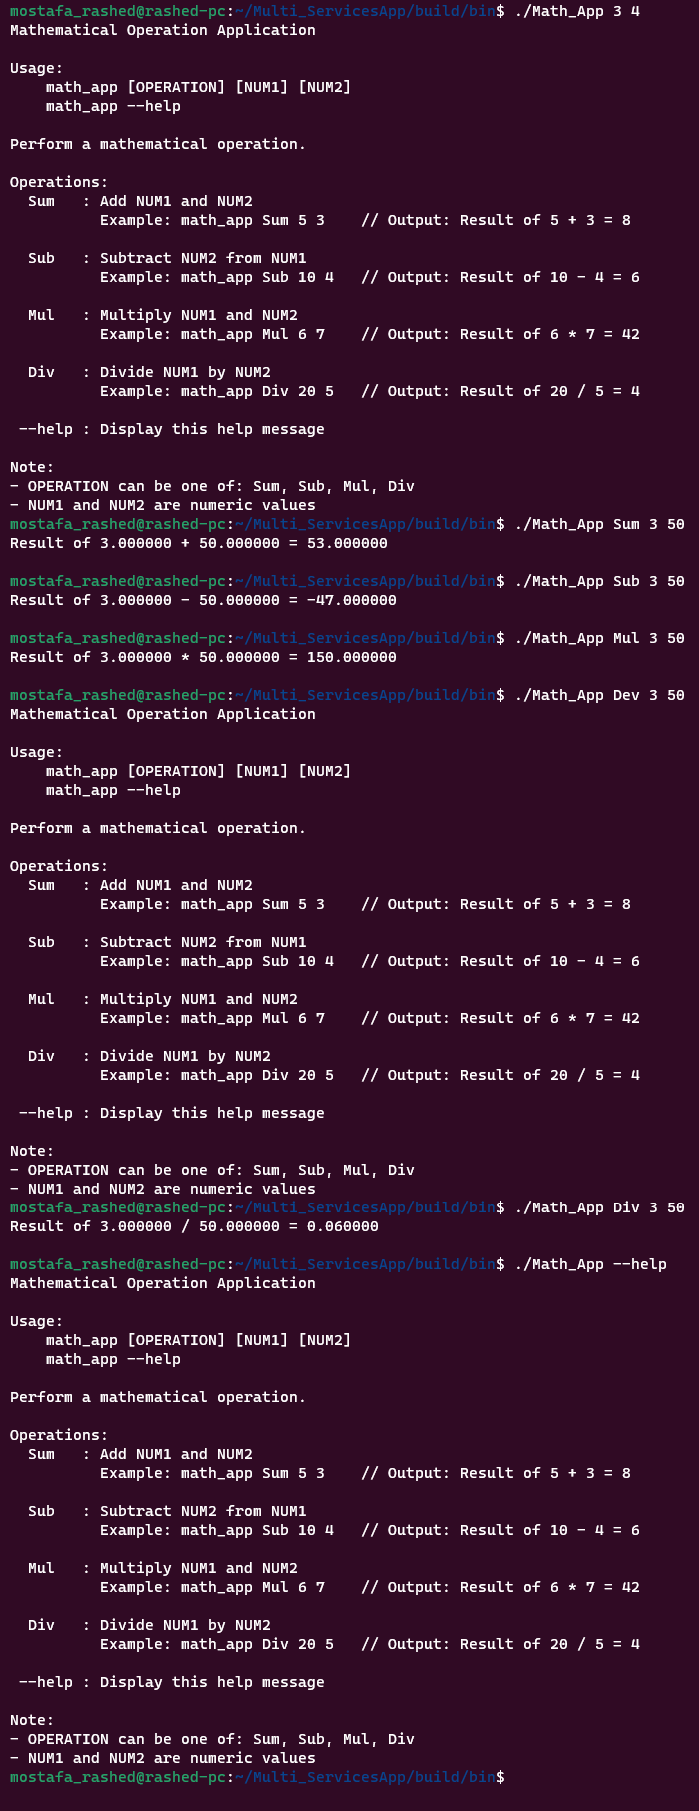 mostafa_rashed@rashed-pc:~/Multi_ServicesApp/build/bin$ ./Math_App 3 4
Mathematical Operation Application

Usage:
    math_app [OPERATION] [NUM1] [NUM2]
    math_app --help

Perform a mathematical operation.

Operations:
  Sum   : Add NUM1 and NUM2
          Example: math_app Sum 5 3    // Output: Result of 5 + 3 = 8

  Sub   : Subtract NUM2 from NUM1
          Example: math_app Sub 10 4   // Output: Result of 10 - 4 = 6

  Mul   : Multiply NUM1 and NUM2
          Example: math_app Mul 6 7    // Output: Result of 6 * 7 = 42

  Div   : Divide NUM1 by NUM2
          Example: math_app Div 20 5   // Output: Result of 20 / 5 = 4

 --help : Display this help message

Note:
- OPERATION can be one of: Sum, Sub, Mul, Div
- NUM1 and NUM2 are numeric values
mostafa_rashed@rashed-pc:~/Multi_ServicesApp/build/bin$ ./Math_App Sum 3 50
Result of 3.000000 + 50.000000 = 53.000000

mostafa_rashed@rashed-pc:~/Multi_ServicesApp/build/bin$ ./Math_App Sub 3 50
Result of 3.000000 - 50.000000 = -47.000000

mostafa_rashed@rashed-pc:~/Multi_ServicesApp/build/bin$ ./Math_App Mul 3 50
Result of 3.000000 * 50.000000 = 150.000000

mostafa_rashed@rashed-pc:~/Multi_ServicesApp/build/bin$ ./Math_App Dev 3 50
Mathematical Operation Application

Usage:
    math_app [OPERATION] [NUM1] [NUM2]
    math_app --help

Perform a mathematical operation.

Operations:
  Sum   : Add NUM1 and NUM2
          Example: math_app Sum 5 3    // Output: Result of 5 + 3 = 8

  Sub   : Subtract NUM2 from NUM1
          Example: math_app Sub 10 4   // Output: Result of 10 - 4 = 6

  Mul   : Multiply NUM1 and NUM2
          Example: math_app Mul 6 7    // Output: Result of 6 * 7 = 42

  Div   : Divide NUM1 by NUM2
          Example: math_app Div 20 5   // Output: Result of 20 / 5 = 4

 --help : Display this help message

Note:
- OPERATION can be one of: Sum, Sub, Mul, Div
- NUM1 and NUM2 are numeric values
mostafa_rashed@rashed-pc:~/Multi_ServicesApp/build/bin$ ./Math_App Div 3 50
Result of 3.000000 / 50.000000 = 0.060000

mostafa_rashed@rashed-pc:~/Multi_ServicesApp/build/bin$ ./Math_App --help
Mathematical Operation Application

Usage:
    math_app [OPERATION] [NUM1] [NUM2]
    math_app --help

Perform a mathematical operation.

Operations:
  Sum   : Add NUM1 and NUM2
          Example: math_app Sum 5 3    // Output: Result of 5 + 3 = 8

  Sub   : Subtract NUM2 from NUM1
          Example: math_app Sub 10 4   // Output: Result of 10 - 4 = 6

  Mul   : Multiply NUM1 and NUM2
          Example: math_app Mul 6 7    // Output: Result of 6 * 7 = 42

  Div   : Divide NUM1 by NUM2
          Example: math_app Div 20 5   // Output: Result of 20 / 5 = 4

 --help : Display this help message

Note:
- OPERATION can be one of: Sum, Sub, Mul, Div
- NUM1 and NUM2 are numeric values
mostafa_rashed@rashed-pc:~/Multi_ServicesApp/build/bin$